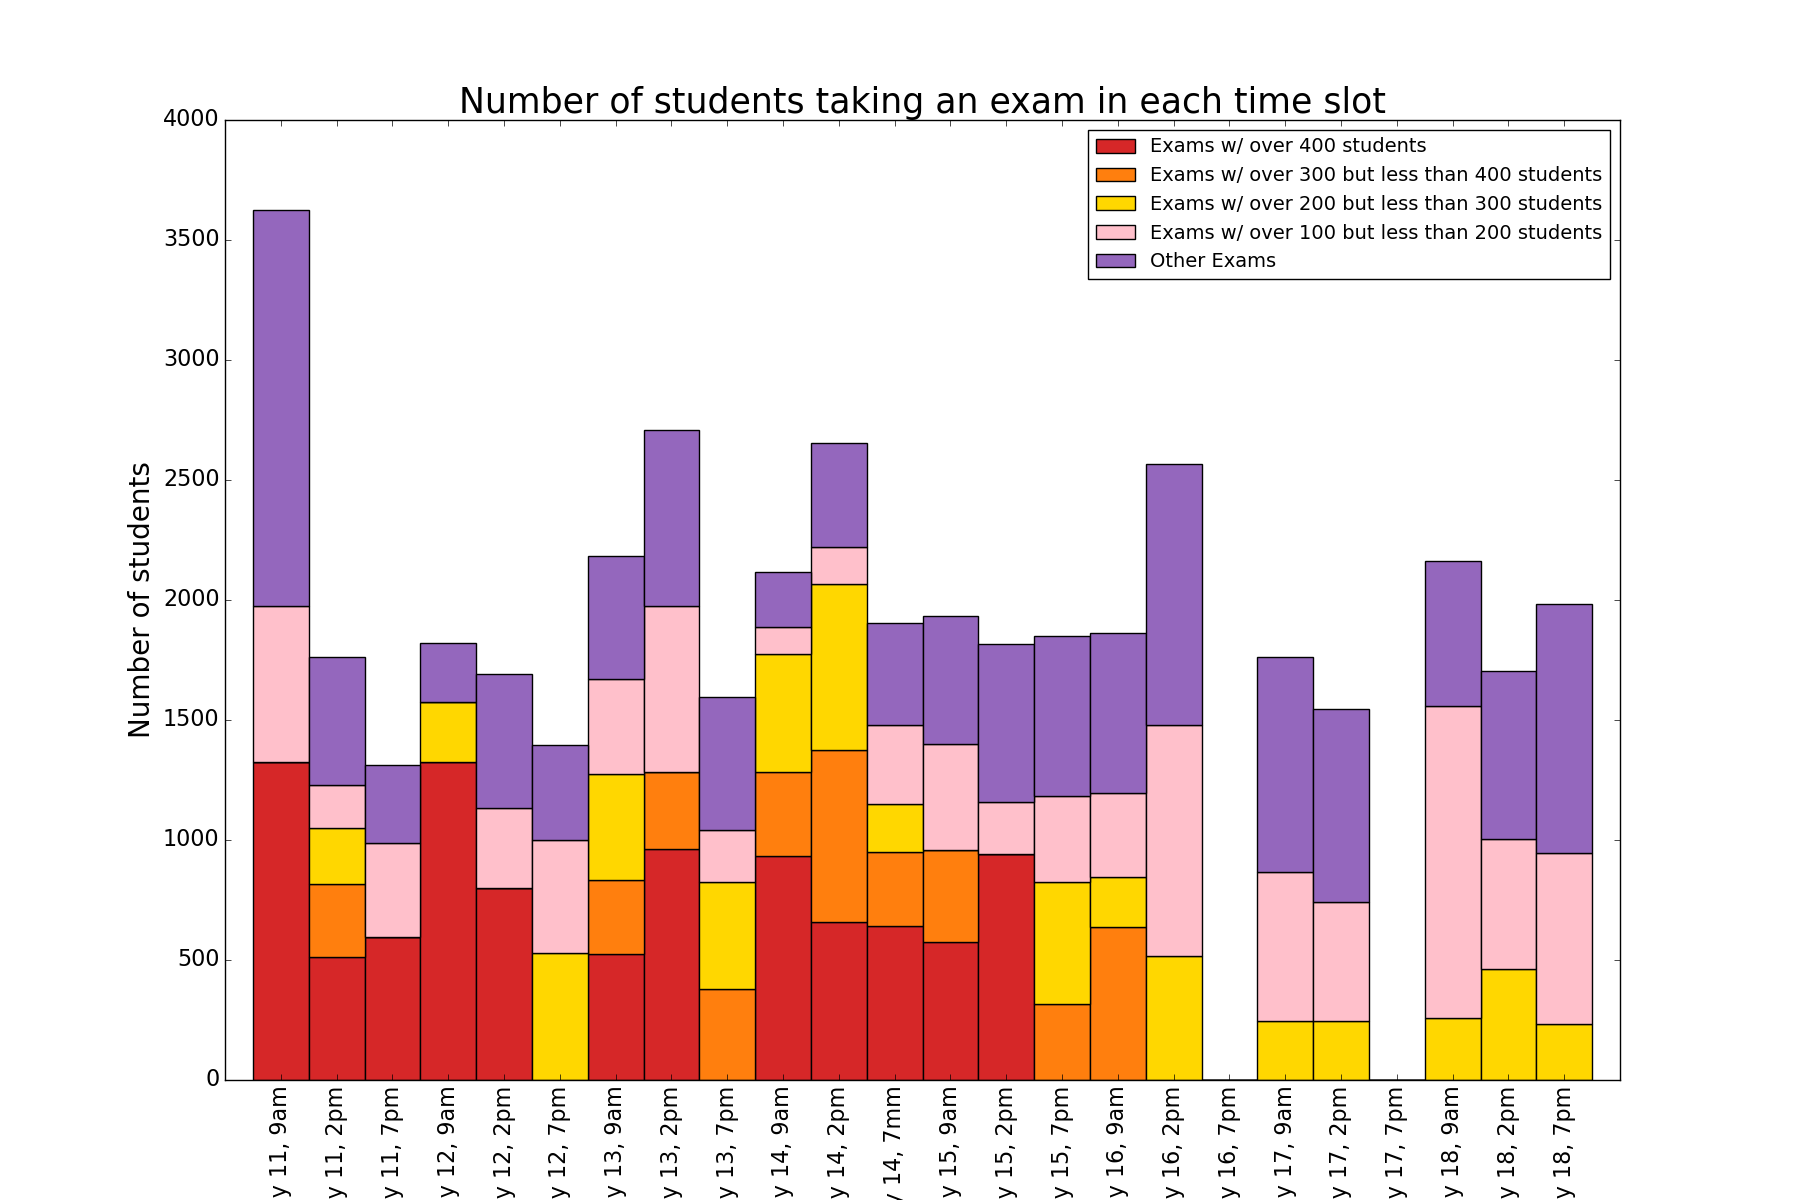 Number of students taking an exam in each time slot
Exams w/ over 400 students
Exams w/ over 300 but less than 400 students
Exams w/ over 200 but less than 300 students
Exams w/ over 100 but less than 200 students
Other Exams
Number of students
4000
3500
3000
2500
2000
1500
1000
500
0
y 11, 9am
y 11, 2pm
y 11, 7pm
y 12, 9am
y 12, 2pm
y 12, 7pm
y 13, 9am
y 13, 2pm
y 13, 7pm
y 14, 9am
y 14, 2pm
y 14, 7mm
y 15, 9am
y 15, 2pm
y 15, 7pm
y 16, 9am
y 16, 2pm
y 16, 7pm
y 17, 9am
y 17, 2pm
y 17, 7pm
y 18, 9am
y 18, 2pm
y 18, 7pm